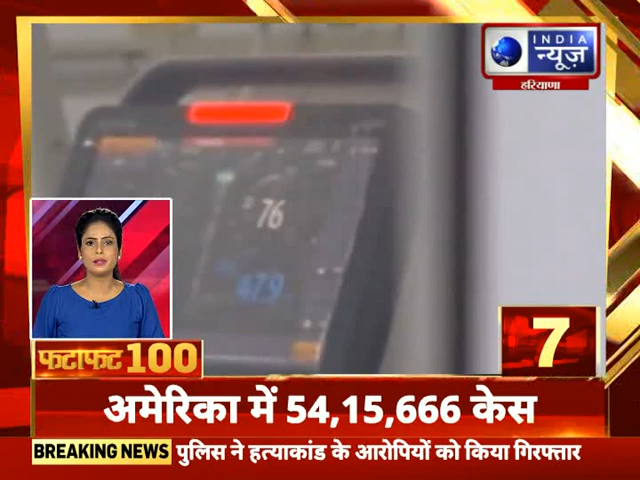 INDIA
न्यूज़
हरियाणा
76
479
फटाफट 100
7
अमेरिका में 54,15,666 केस
BREAKING NEWS पुलिस ने हत्याकांड के आरोपियों को किया गिरफ्तार